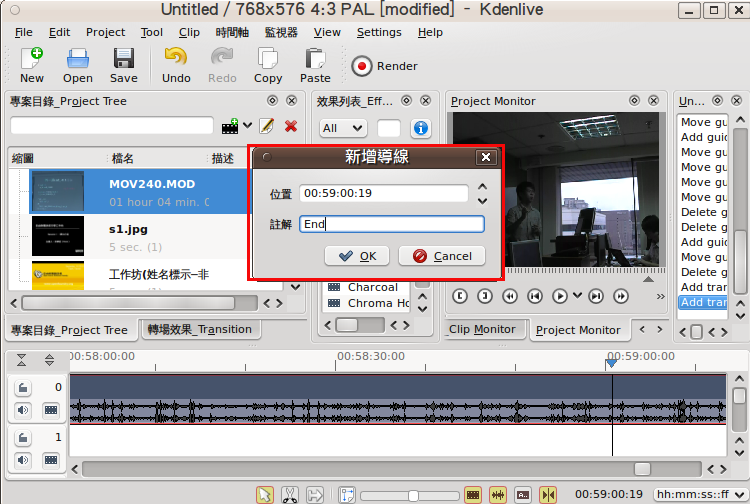 Untitled / 768x576 4:3 PAL [modified] – Kdenlive
File Edit Project Tool Clip 時間軸 監視器 View Settings Help
New Open Save Undo Redo Copy Paste Render
專案目錄_Project Tree
效果列表_Eff...
Project Monitor
Un...
All
縮圖 檔名 描述
MOV240.MOD
01 hour 04 min. 0
s1.jpg
5 sec. (1)
工作坊(姓名標示─非
新增導線
位置 00:59:00:19
註解 End
OK Cancel
Charcoal
Chroma Ho
Move gu
Add guid
Move gu
Move gu
Move gu
Move gu
Delete g
Delete g
Add guid
Move gu
Delete g
Add tran
Add tran
專案目錄_Project Tree 轉場效果_Transition
Clip Monitor Project Monitor
00:58:00:00 00:58:30:00 00:59:00:00
0
1
00:59:00:19 hh:mm:ss::ff